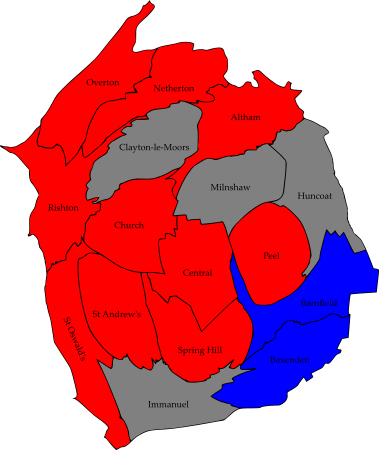 Overton
Netherton
Altham
Clayton-le-Moors
Milnshaw
Huncoat
Rishton
Church
Peel
Central
Barnfield
St Andrew's
St Oswald's
Spring Hill
Baxenden
Immanuel